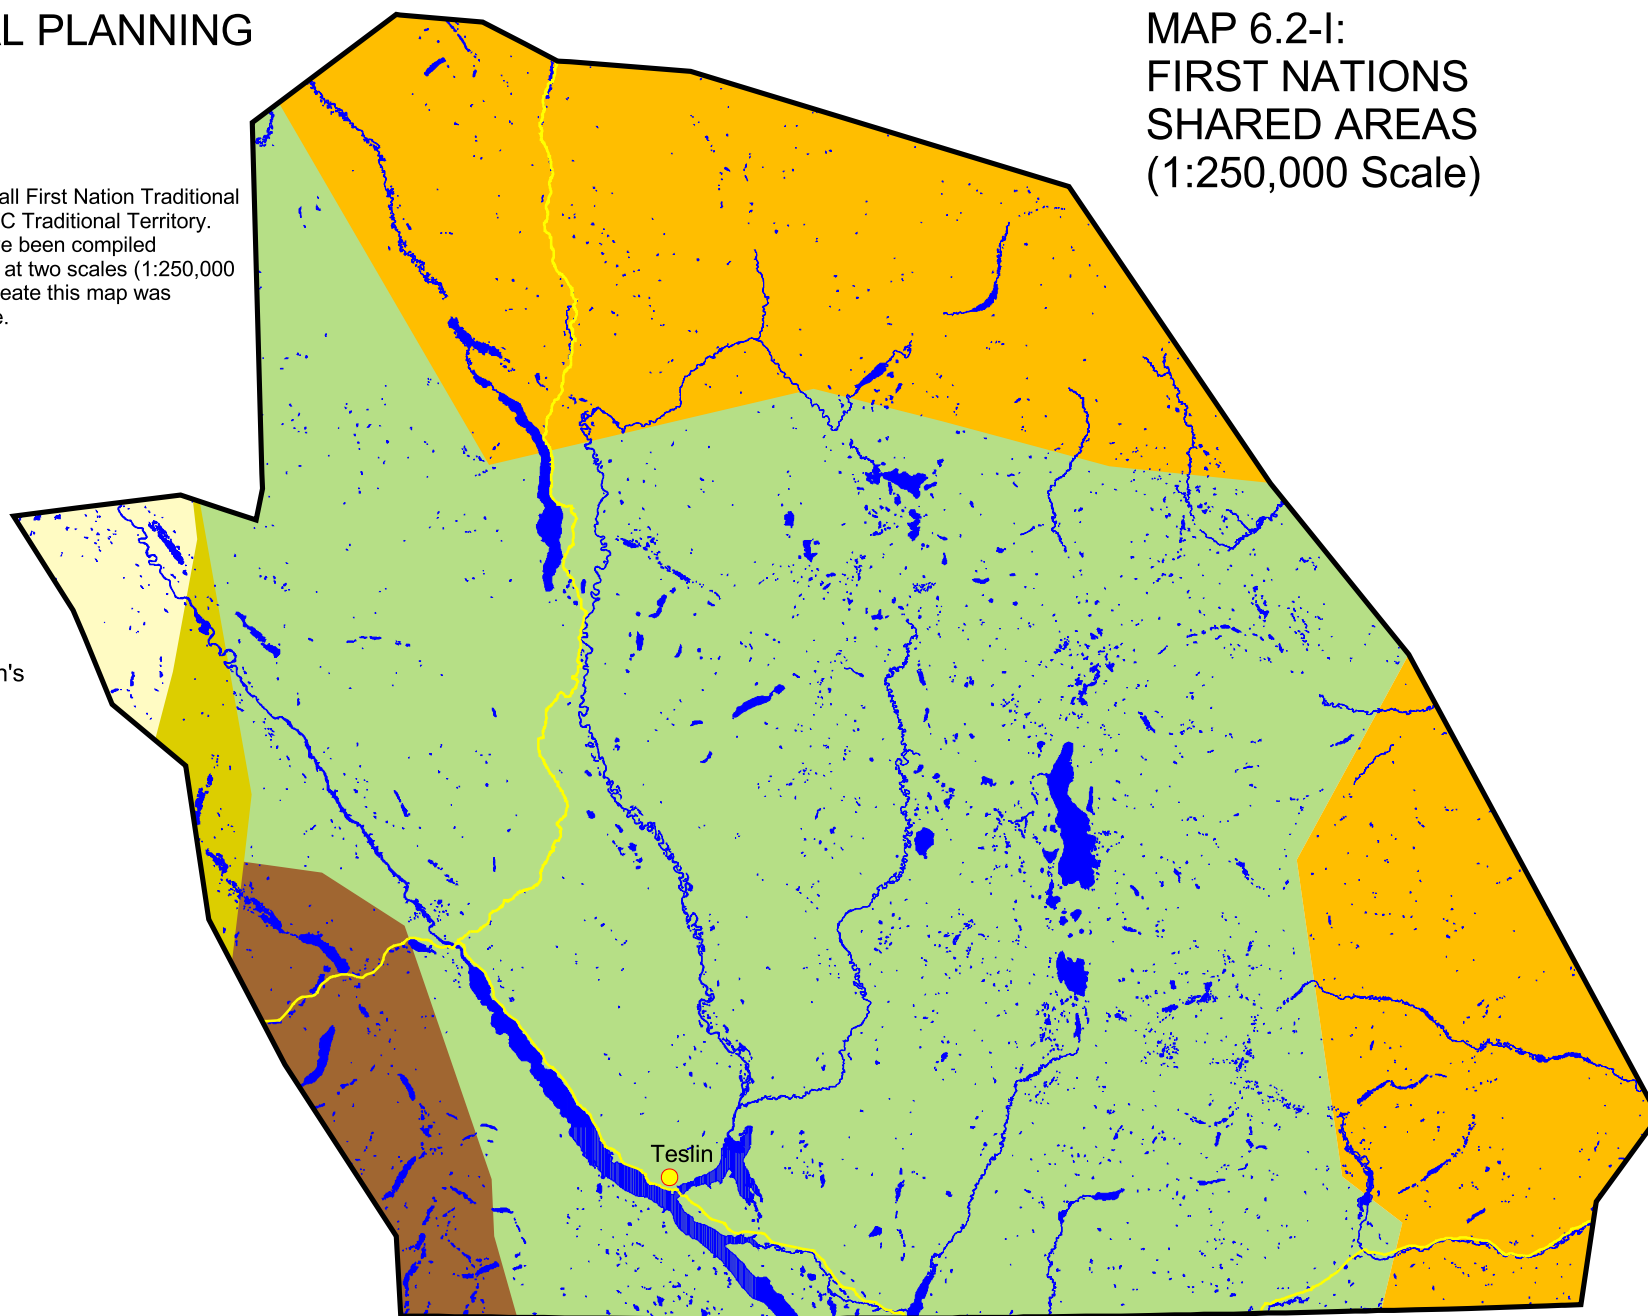 L PLANNING
MAP 6.2-I:
FIRST NATIONS
SHARED AREAS
(1:250,000 Scale)
all First Nation Traditional
C Traditional Territory.
e been compiled
at two scales (1:250,000
eate this map was
e.
n's
Teslin